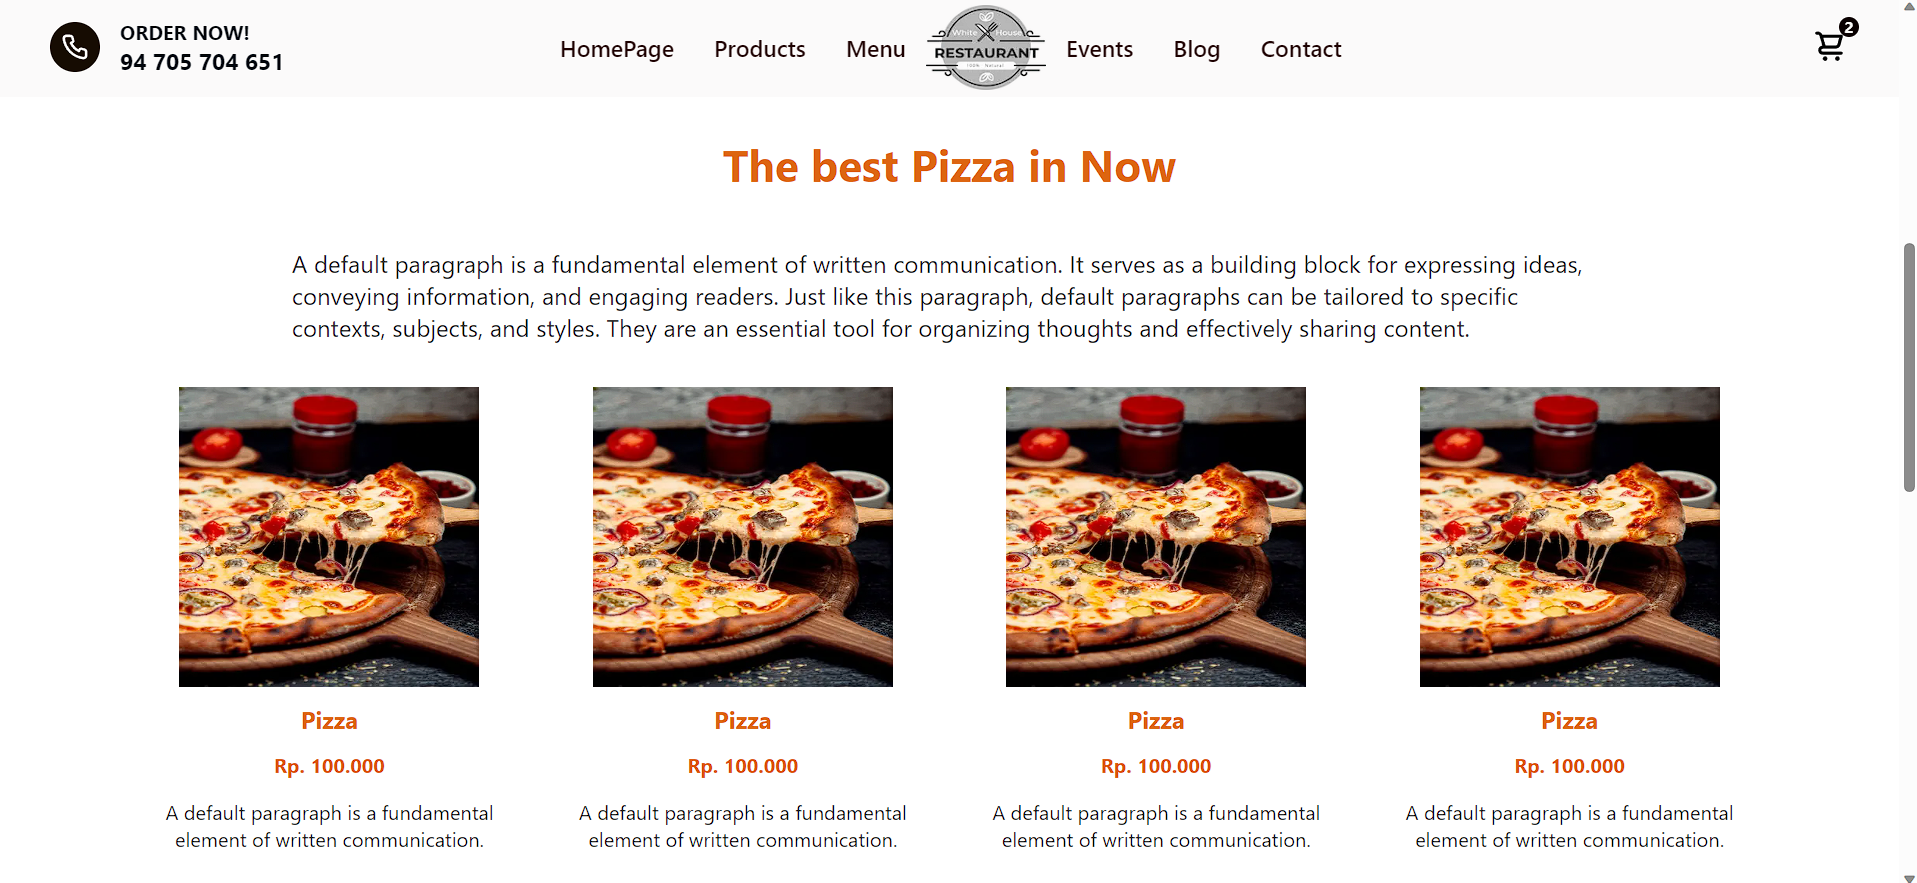 ORDER NOW!
94 705 704 651
HomePage
Products
Menu
White House
RESTAURANT
100% Natural
Events
Blog
Contact
2
The best Pizza in Now
A default paragraph is a fundamental element of written communication. It serves as a building block for expressing ideas,
conveying information, and engaging readers. Just like this paragraph, default paragraphs can be tailored to specific
contexts, subjects, and styles. They are an essential tool for organizing thoughts and effectively sharing content.
Pizza
Rp. 100.000
A default paragraph is a fundamental
element of written communication.
Pizza
Rp. 100.000
A default paragraph is a fundamental
element of written communication.
Pizza
Rp. 100.000
A default paragraph is a fundamental
element of written communication.
Pizza
Rp. 100.000
A default paragraph is a fundamental
element of written communication.